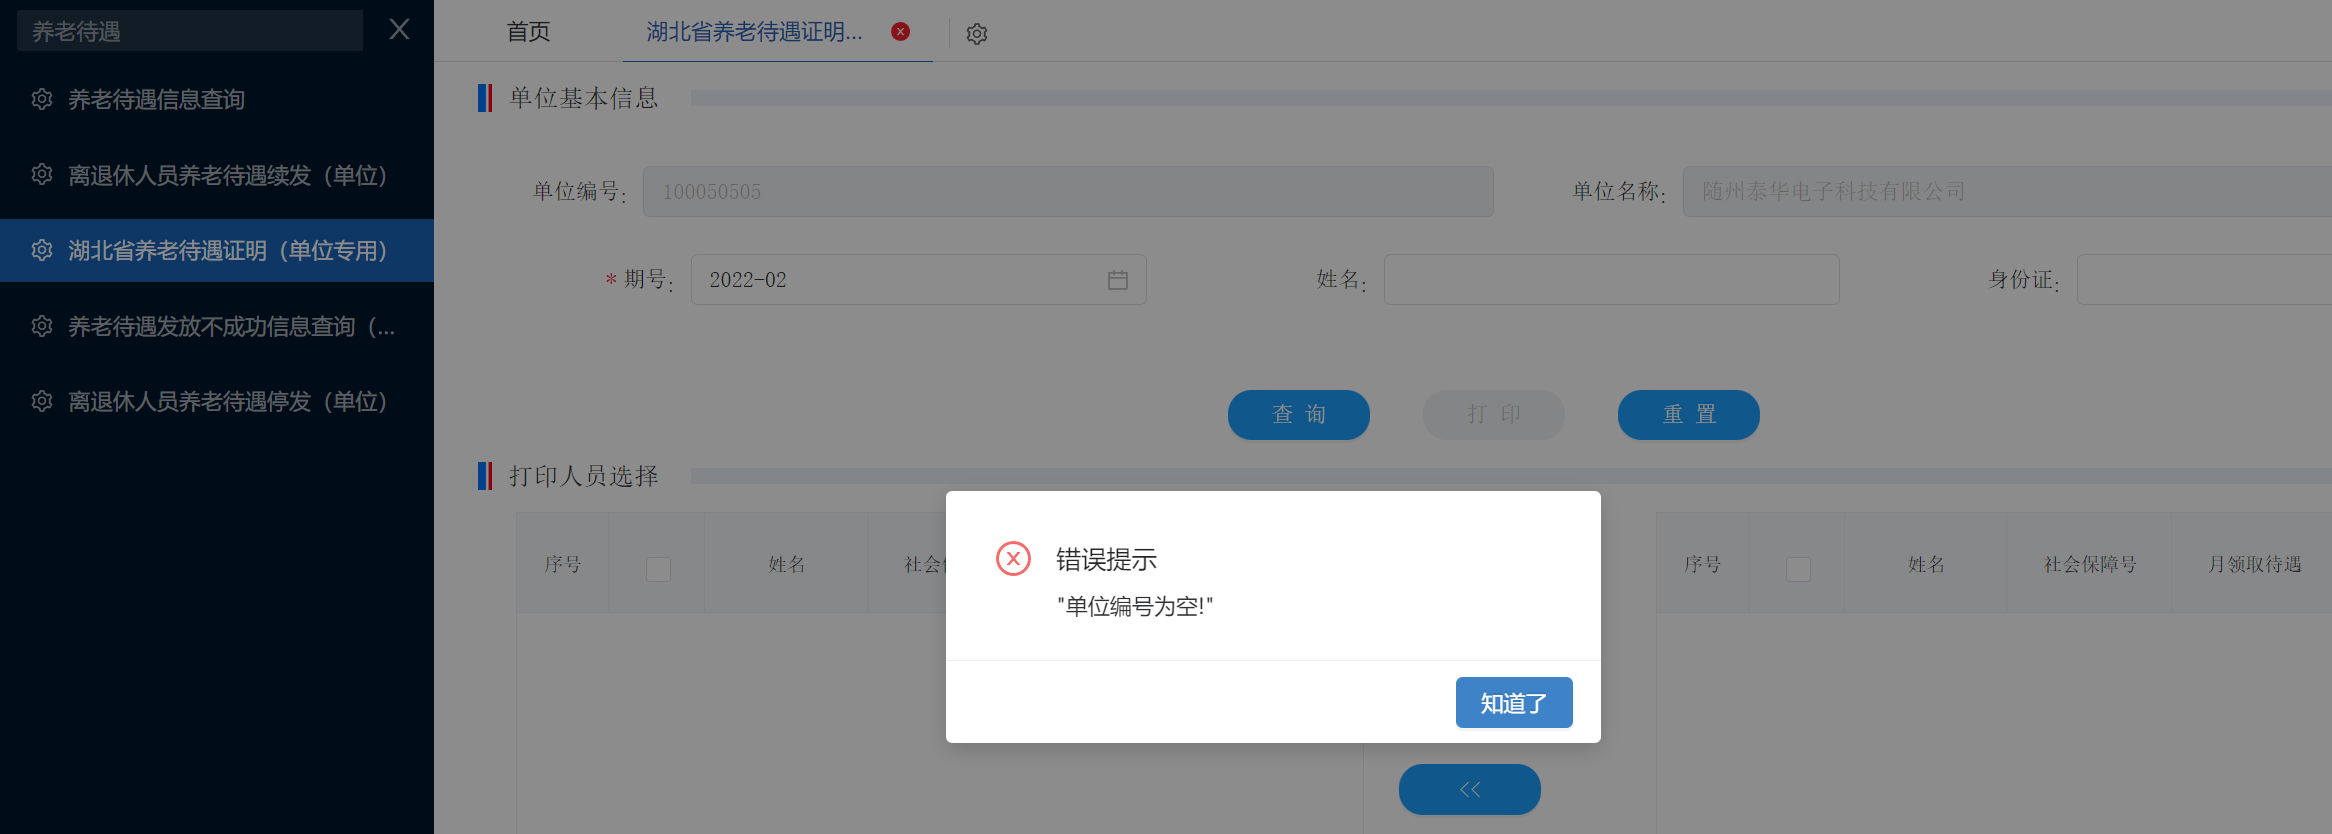 养老待遇
X
养老待遇信息查询
离退休人员养老待遇续发（单位）
湖北省养老待遇证明（单位专用）
养老待遇发放不成功信息查询（...
离退休人员养老待遇停发（单位）
首页
湖北省养老待遇证明...
单位基本信息
单位编号: 100050505
单位名称: 随州泰华电子科技有限公司
* 期号: 2022-02
姓名:
身份证:
查 询
打 印
重 置
打印人员选择
序号 姓名 社会
序号 姓名 社会保障号 月领取待遇
错误提示
"单位编号为空!"
知道了
<<